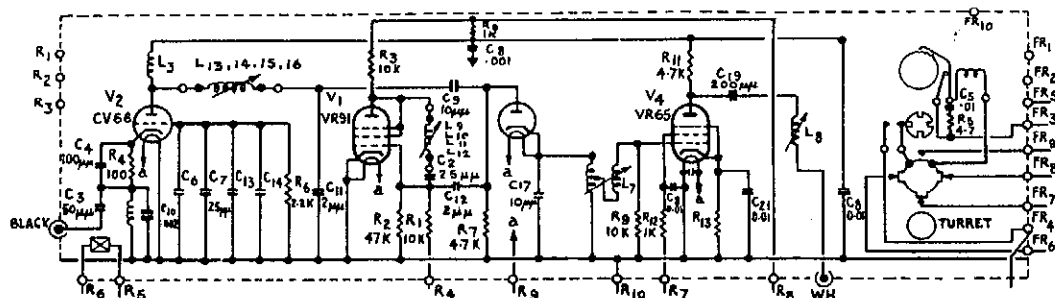 FR10
R1
R2
R3
L3
L13, 14, 15, 16
R3
10K
R9
1K
C8
.001
R11
4.7K
C19
200μμ
V2
CV66
V1
VR91
C9
10μμ
V4
VR65
L8
C5
.01
R5
4.7
FR1
FR2
FR5
FR3
FR9
FR8
FR7
FR4
FR6
C4
100μμ
R4
100
a
C3
50μμ
BLACK
C6
C7
25μμ
C13
C14
R6
2.2K
C11
2μμ
a
L9
L10
L11
L12
C2
25μμ
C12
2μμ
R2
47K
R1
10K
R7
4.7K
a
a
C17
10μμ
L7
R9
10K
R12
1K
0.01
a
R13
C21
0.01
C8
TURRET
R6
R5
R4
R9
R10
R7
R8
WH